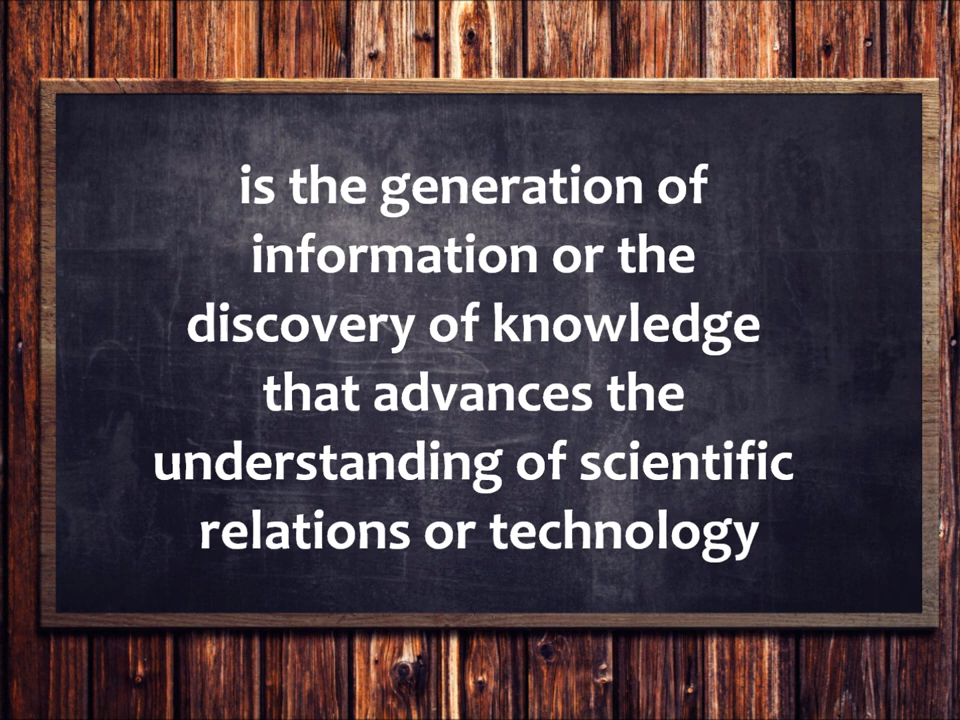 is the generation of
information or the
discovery of knowledge
that advances the
understanding of scientific
relations or technology